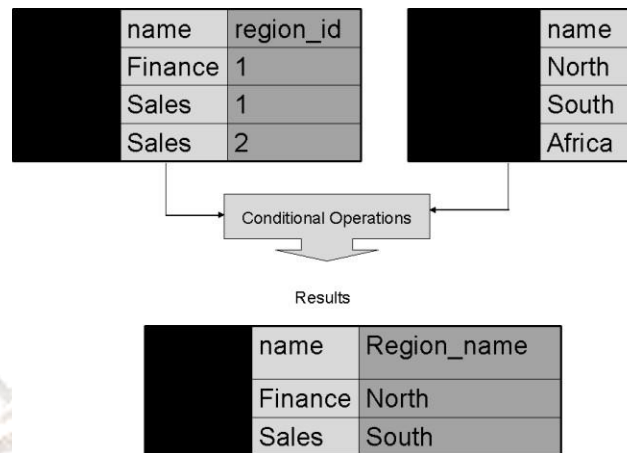 name region_id
Finance 1
Sales 1
Sales 2
name
North
South
Africa
Conditional Operations
Results
name Region_name
Finance North
Sales South